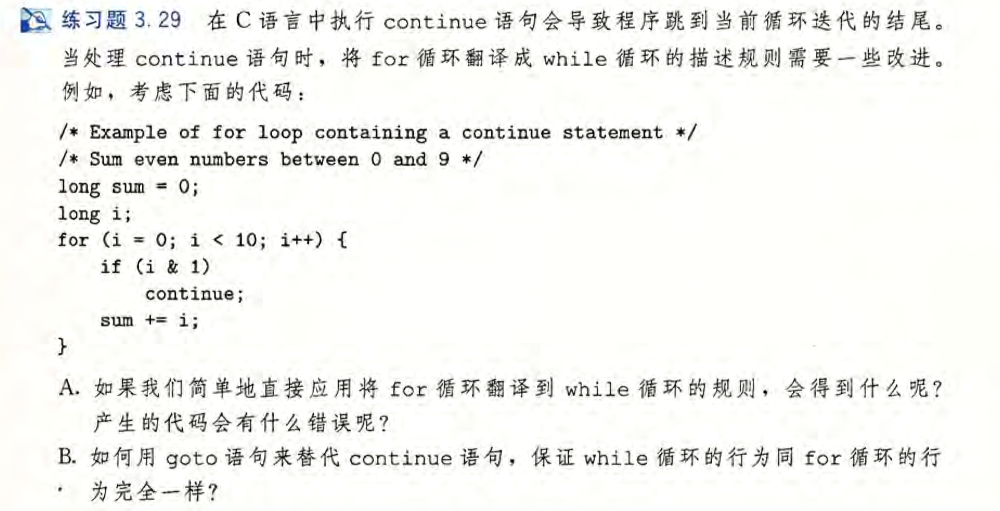 练习题 3.29 在 C 语言中执行 continue 语句会导致程序跳到当前循环迭代的结尾。
当处理 continue 语句时，将 for 循环翻译成 while 循环的描述规则需要一些改进。
例如，考虑下面的代码：
/* Example of for loop containing a continue statement */
/* Sum even numbers between 0 and 9 */
long sum = 0;
long i;
for (i = 0; i < 10; i++) {
    if (i & 1)
        continue;
    sum += i;
}
A. 如果我们简单地直接应用将 for 循环翻译到 while 循环的规则，会得到什么呢？
产生的代码会有什么错误呢？
B. 如何用 goto 语句来替代 continue 语句，保证 while 循环的行为同 for 循环的行
为完全一样？